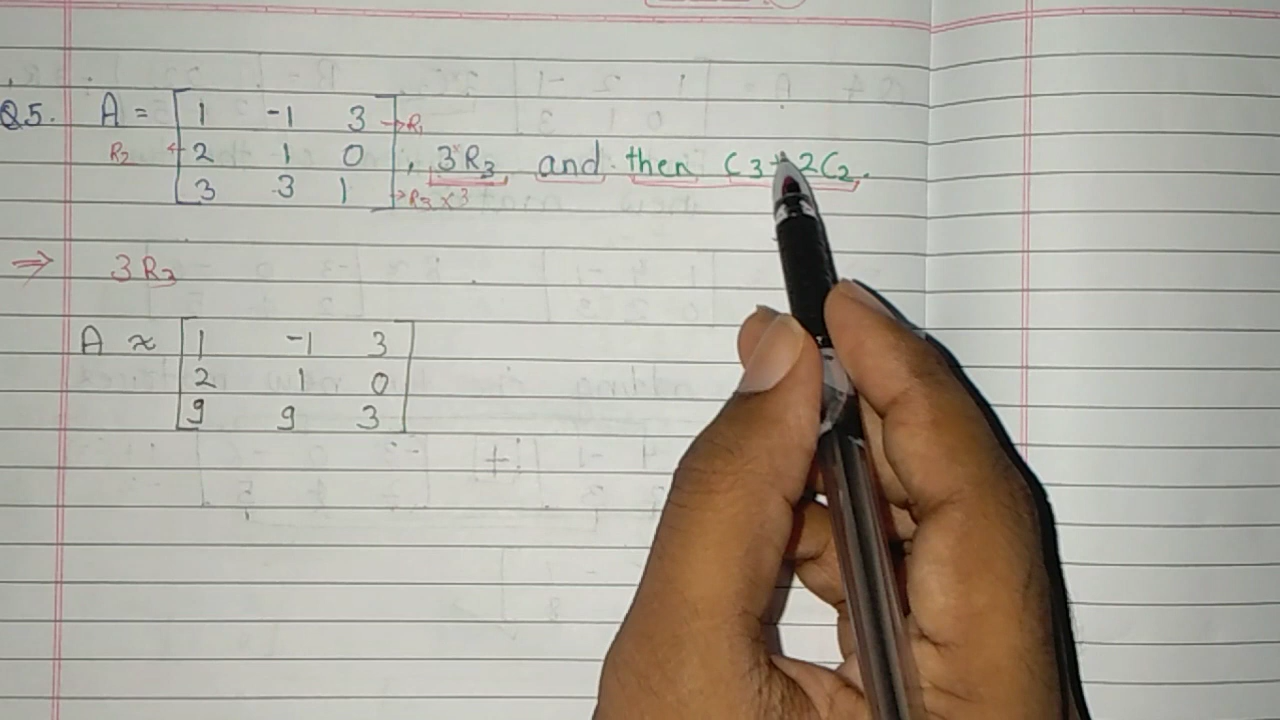 Q5. A = [1 -1 3] → R₁
R₂ ← [2 1 0], 3ˣR₃ and then C3+2C₂.
[3 3 1] → R₃ × 3
⇒ 3R₃
A ≈ [1 -1 3]
[2 1 0]
[9 9 3]